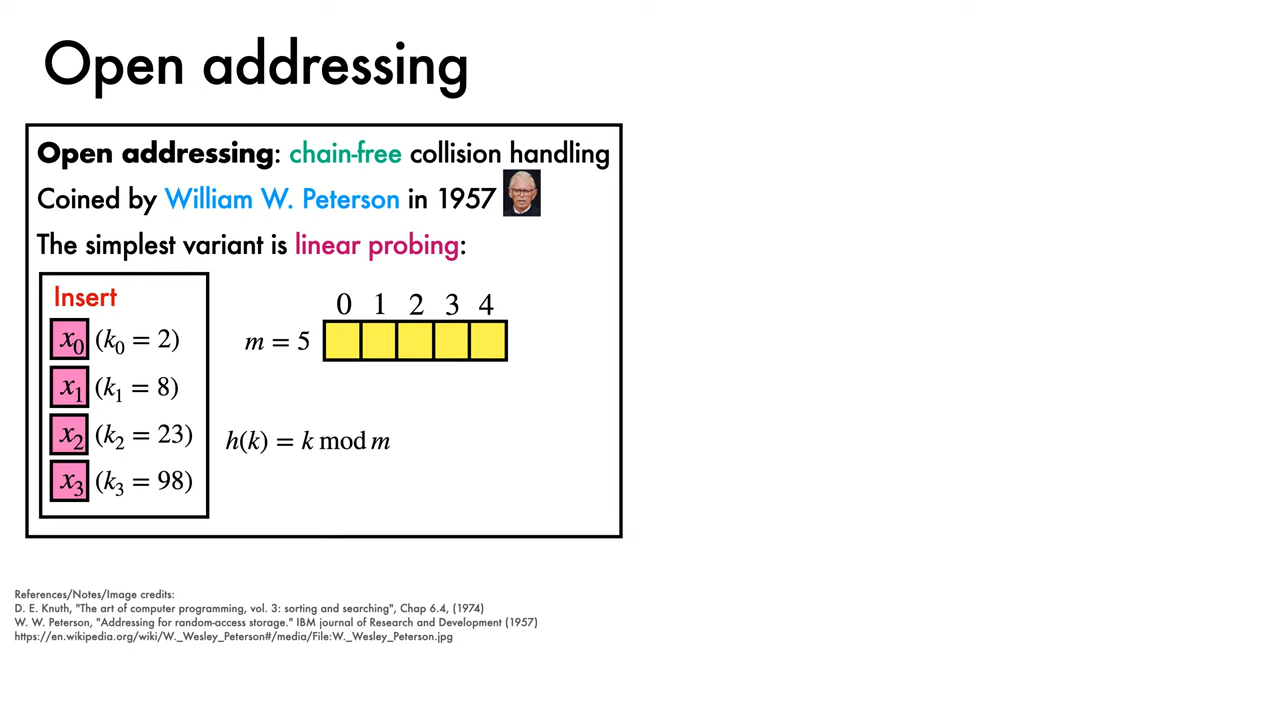 Open addressing
Open addressing: chain-free collision handling
Coined by William W. Peterson in 1957
The simplest variant is linear probing:
Insert
x₀ (k₀ = 2)
x₁ (k₁ = 8)
x₂ (k₂ = 23)
x₃ (k₃ = 98)
0 1 2 3 4
m = 5
h(k) = k mod m
References/Notes/Image credits:
D. E. Knuth, "The art of computer programming, vol. 3: sorting and searching", Chap 6.4, (1974)
W. W. Peterson, "Addressing for random-access storage." IBM journal of Research and Development (1957)
https://en.wikipedia.org/wiki/W._Wesley_Peterson#/media/File:W._Wesley_Peterson.jpg